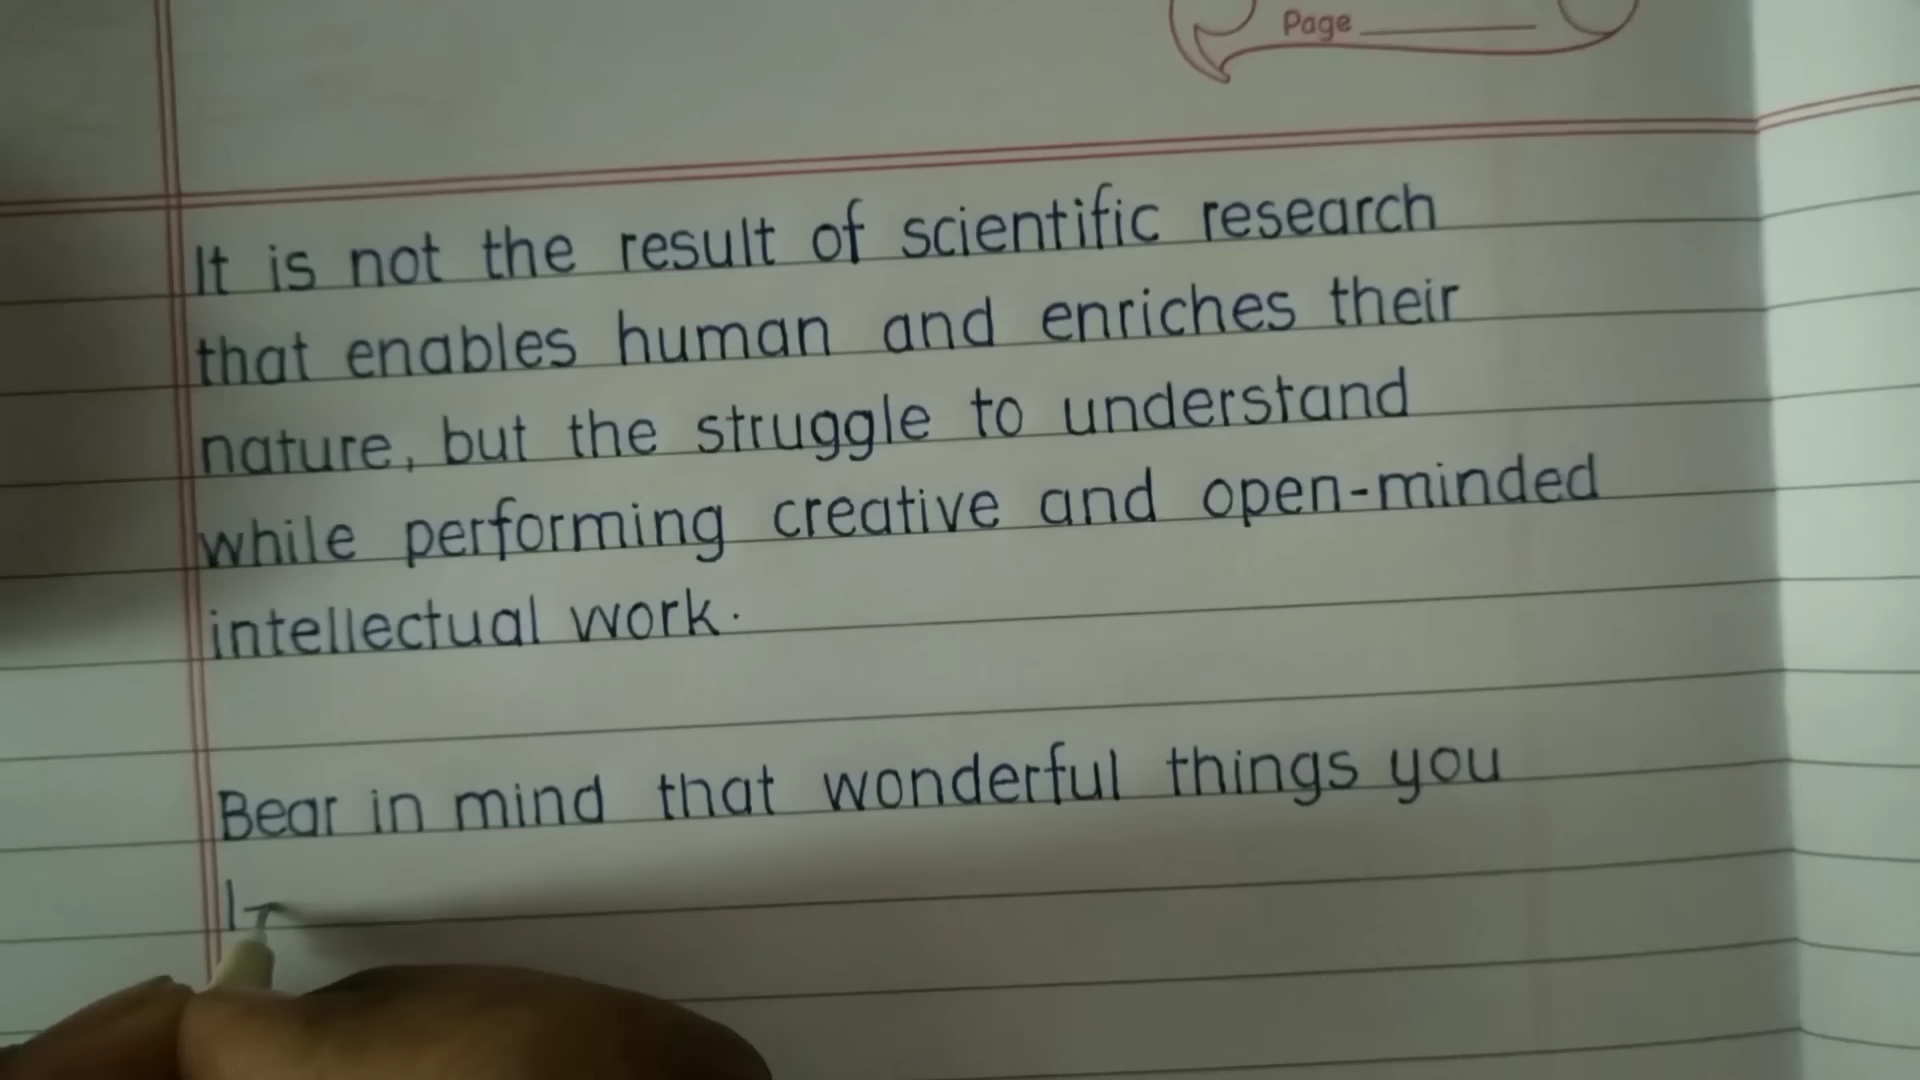 Page
It is not the result of scientific research
that enables human and enriches their
nature, but the struggle to understand
while performing creative and open-minded
intellectual work.
Bear in mind that wonderful things you